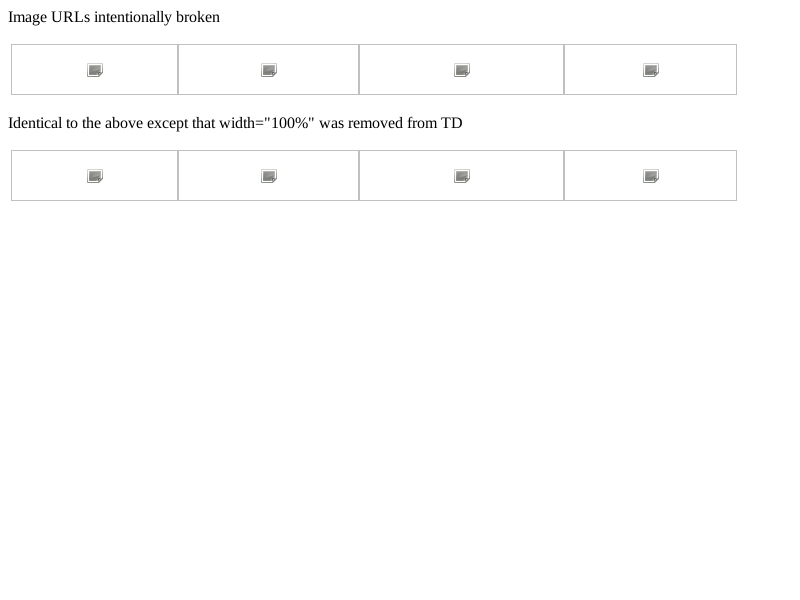 Image URLs intentionally broken
Identical to the above except that width="100%" was removed from TD